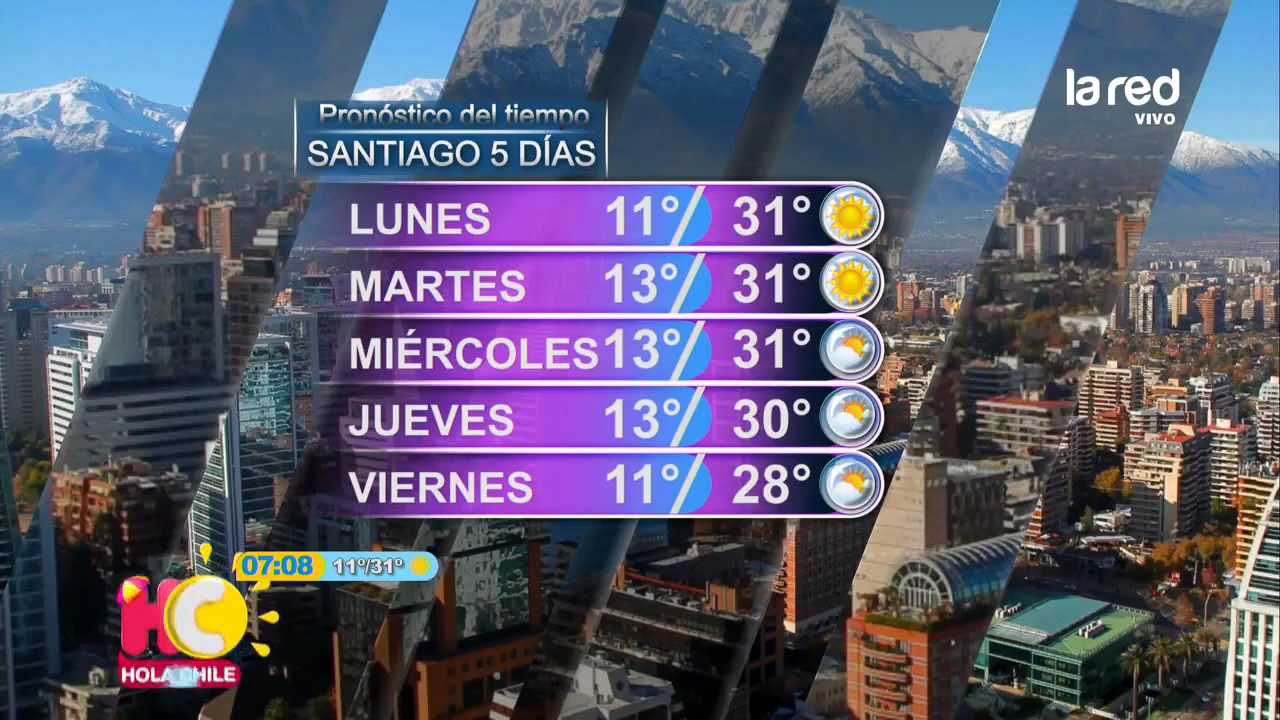 Pronóstico del tiempo
SANTIAGO 5 DÍAS
la red
VIVO
LUNES 11°/ 31°
MARTES 13°/ 31°
MIÉRCOLES 13°/ 31°
JUEVES 13°/ 30°
VIERNES 11°/ 28°
07:08 11°/31°
HC
HOLA CHILE